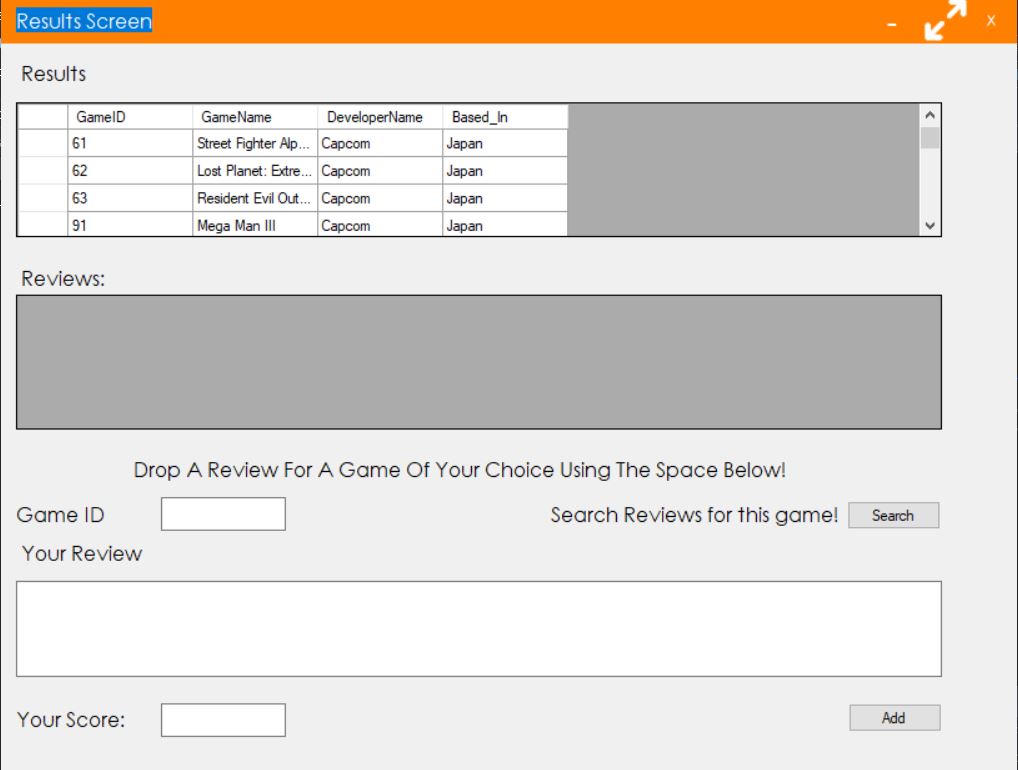 Results Screen
X
Results
GameID GameName DeveloperName Based_In
61 Street Fighter Alp... Capcom Japan
62 Lost Planet: Extre... Capcom Japan
63 Resident Evil Out... Capcom Japan
91 Mega Man III Capcom Japan
Reviews:
Drop A Review For A Game Of Your Choice Using The Space Below!
Game ID Search Reviews for this game! Search
Your Review
Your Score: Add